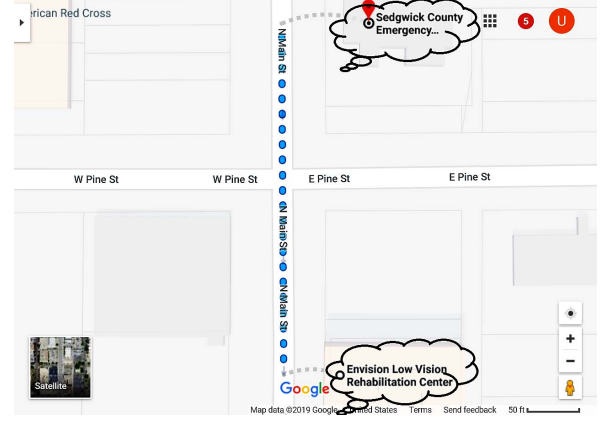 erican Red Cross
Sedgwick County
Emergency...
5
U
N Main St
W Pine St
W Pine St
E Pine St
E Pine St
N Main St
N Main St
Envision Low Vision
Rehabilitation Center
Satellite
Google
Map data ©2019 Google
United States
Terms
Send feedback
50 ft